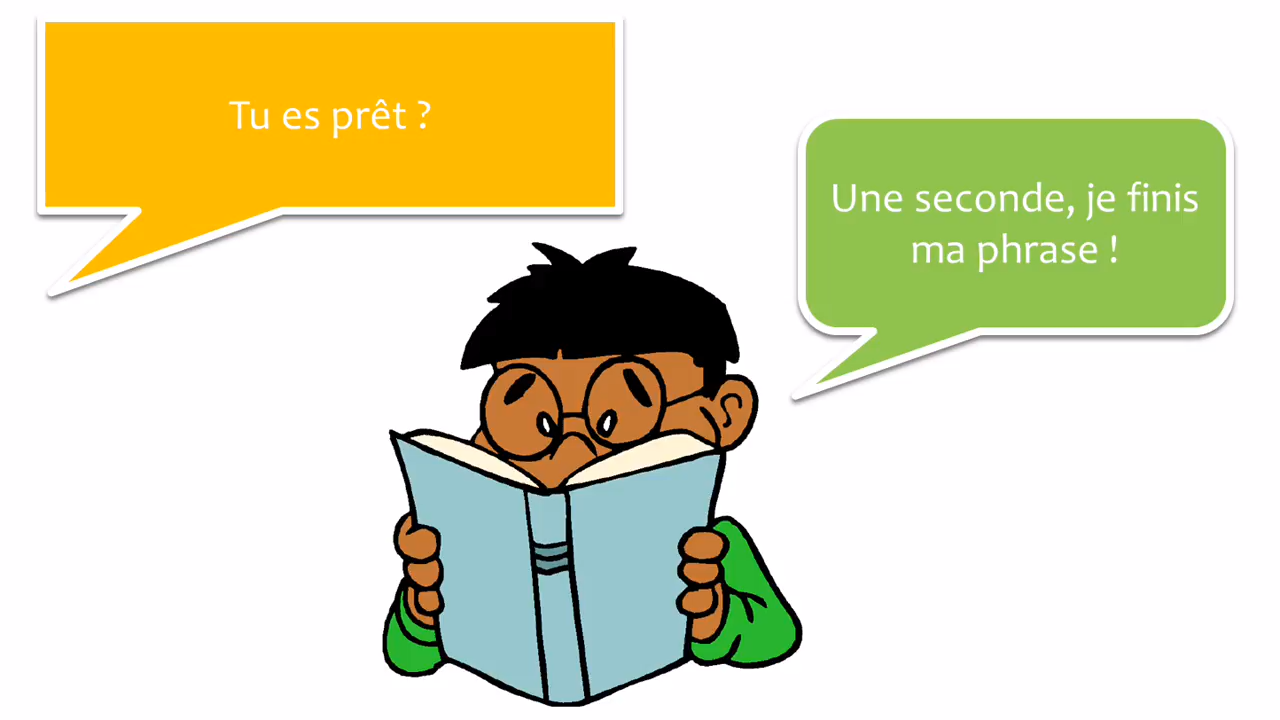 Tu es prêt ?
Une seconde, je finis
ma phrase !